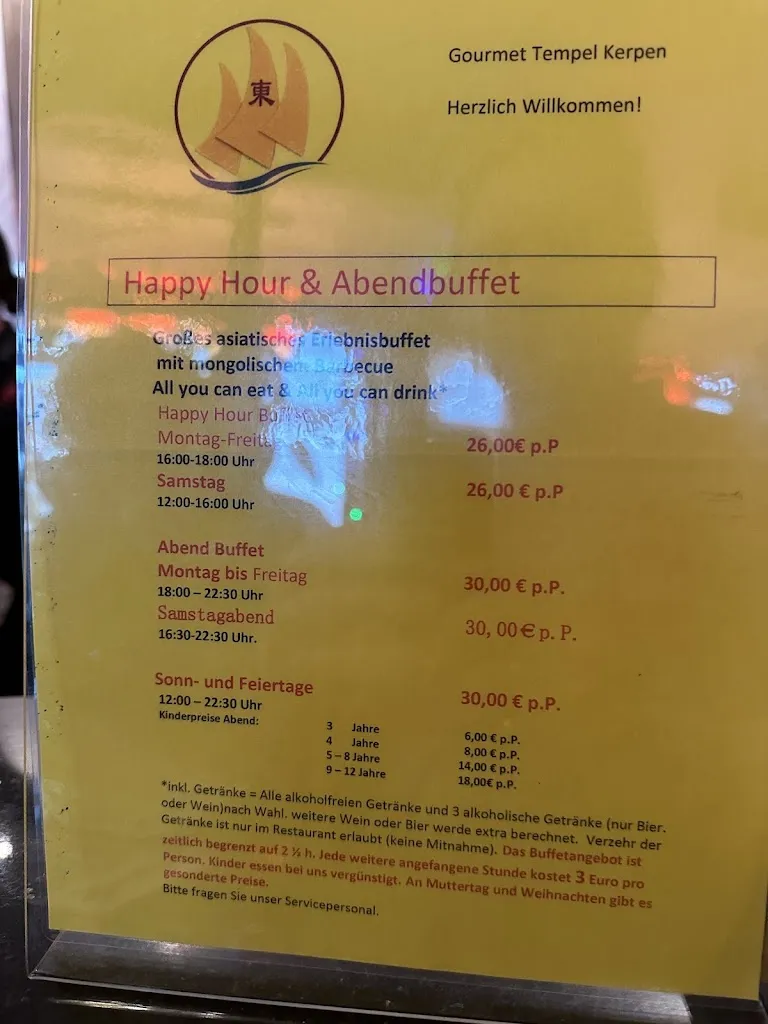 東
Gourmet Tempel Kerpen
Herzlich Willkommen!
Happy Hour & Abendbuffet
Großes asiatisches Erlebnisbuffet
mit mongolischem Barbecue
All you can eat & All you can drink*
Happy Hour Buffet
Montag-Freitag 26,00€ p.P
16:00-18:00 Uhr
Samstag 26,00 € p.P
12:00-16:00 Uhr
Abend Buffet
Montag bis Freitag 30,00 € p.P.
18:00 – 22:30 Uhr
Samstagabend 30, 00€ p. P.
16:30-22:30 Uhr.
Sonn- und Feiertage 30,00 € p.P.
12:00 – 22:30 Uhr
Kinderpreise Abend: 3 Jahre 6,00 € p.P.
4 Jahre 8,00 € p.P.
5 – 8 Jahre 14,00 € p.P.
9 – 12 Jahre 18,00€ p.P.
*inkl. Getränke = Alle alkoholfreien Getränke und 3 alkoholische Getränke (nur Bier.
oder Wein)nach Wahl. weitere Wein oder Bier werde extra berechnet. Verzehr der
Getränke ist nur im Restaurant erlaubt (keine Mitnahme). Das Buffetangebot ist
zeitlich begrenzt auf 2 ½ h. Jede weitere angefangene Stunde kostet 3 Euro pro
Person. Kinder essen bei uns vergünstigt. An Muttertag und Weihnachten gibt es
gesonderte Preise.
Bitte fragen Sie unser Servicepersonal.